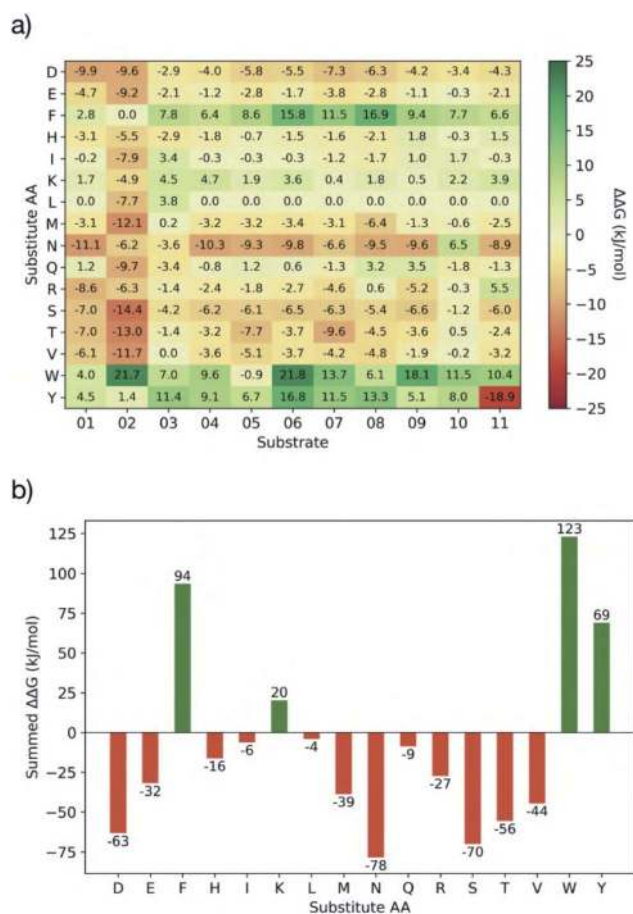 a)
D -9.9 -9.6 -2.9 -4.0 -5.8 -5.5 -7.3 -6.3 -4.2 -3.4 -4.3
E -4.7 -9.2 -2.1 -1.2 -2.8 -1.7 -3.8 -2.8 -1.1 -0.3 -2.1
F 2.8 0.0 7.8 6.4 8.6 15.8 11.5 16.9 9.4 7.7 6.6
H -3.1 -5.5 -2.9 -1.8 -0.7 -1.5 -1.6 -2.1 1.8 -0.3 1.5
I -0.2 -7.9 3.4 -0.3 -0.3 -0.3 -1.2 -1.7 1.0 1.7 -0.3
K 1.7 -4.9 4.5 4.7 1.9 3.6 0.4 1.8 0.5 2.2 3.9
L 0.0 -7.7 3.8 0.0 0.0 0.0 0.0 0.0 0.0 0.0 0.0
M -3.1 -12.1 0.2 -3.2 -3.2 -3.4 -3.1 -6.4 -1.3 -0.6 -2.5
N -11.1 -6.2 -3.6 -10.3 -9.3 -9.8 -6.6 -9.5 -9.6 6.5 -8.9
Q 1.2 -9.7 -3.4 -0.8 1.2 0.6 -1.3 3.2 3.5 -1.8 -1.3
R -8.6 -6.3 -1.5 -2.4 -1.8 -2.7 -4.6 0.6 -5.2 -0.3 5.5
S -7.0 -14.4 -4.2 -6.2 -6.1 -6.5 -6.3 -5.4 -6.6 -1.2 -6.0
T -7.0 -13.0 -1.4 -3.2 -7.7 -3.7 -9.6 -4.5 -3.6 0.5 -2.4
V -6.1 -11.7 0.0 -3.6 -5.1 -3.7 -4.2 -4.8 -1.9 -0.2 -3.2
W 4.0 21.7 7.0 9.6 -0.9 21.8 13.7 6.1 18.1 11.5 10.4
Y 4.5 1.4 11.4 9.1 6.7 16.8 11.5 13.3 5.1 8.0 -18.9
01 02 03 04 05 06 07 08 09 10 11
Substrate
Substitute AA
25
20
15
10
5
0
−5
−10
−15
−20
−25
ΔΔG (kJ/mol)
b)
Summed ΔΔG (kJ/mol)
125
100
75
50
25
0
−25
−50
−75
-63 -32 94 -16 -6 20 -4 -39 -78 -9 -27 -70 -56 -44 123 69
D E F H I K L M N Q R S T V W Y
Substitute AA